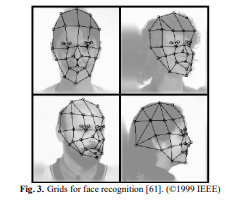 Fig. 3. Grids for face recognition [61]. (©1999 IEEE)